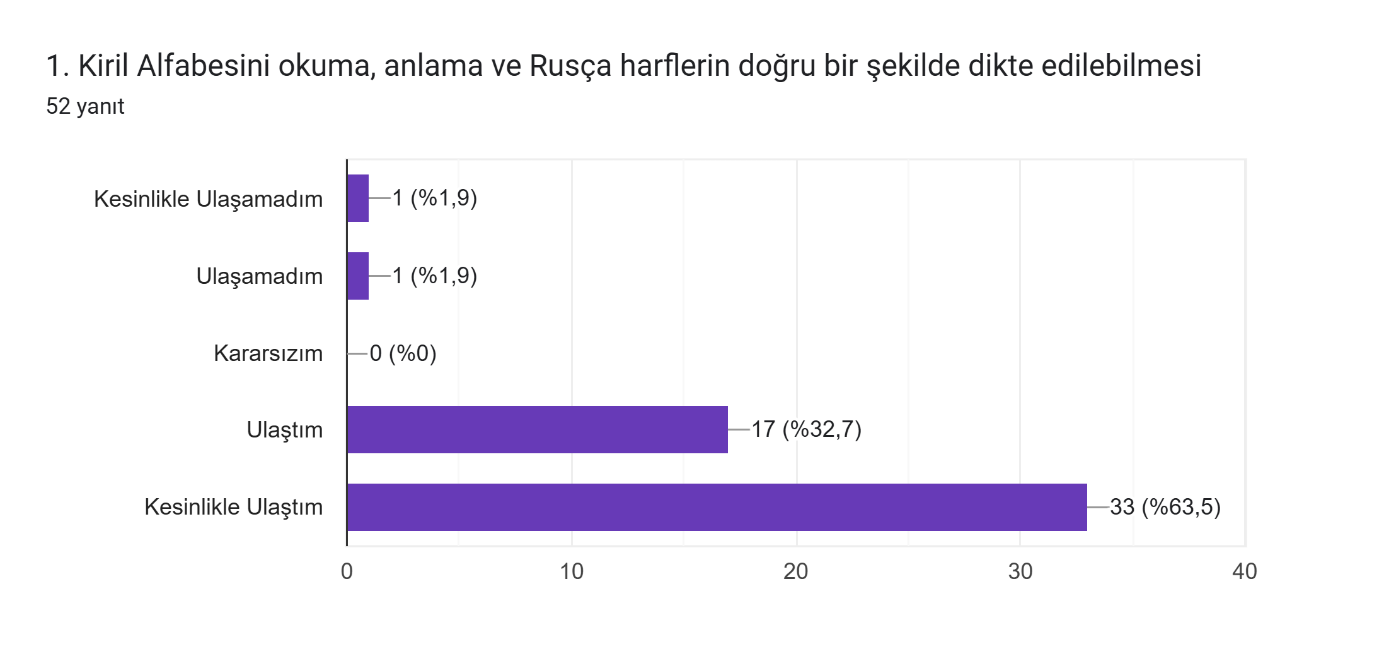 1. Kiril Alfabesini okuma, anlama ve Rusça harflerin doğru bir şekilde dikte edilebilmesi
52 yanıt
Kesinlikle Ulaşamadım 1 (%1,9)
Ulaşamadım 1 (%1,9)
Kararsızım 0 (%0)
Ulaştım 17 (%32,7)
Kesinlikle Ulaştım 33 (%63,5)
0 10 20 30 40